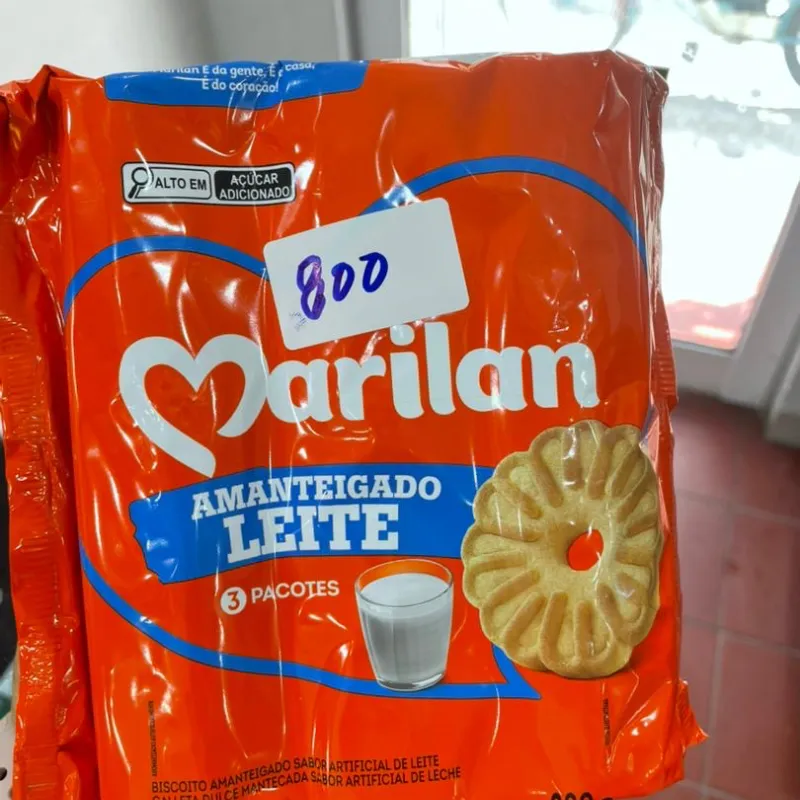 É da gente, É casa,
É do coração!
ALTO EM
AÇÚCAR
ADICIONADO
800
Marilan
AMANTEIGADO
LEITE
3 PACOTES
BISCOITO AMANTEIGADO SABOR ARTIFICIAL DE LEITE
GALLETA DULCE MANTECADA SABOR ARTIFICIAL DE LECHE